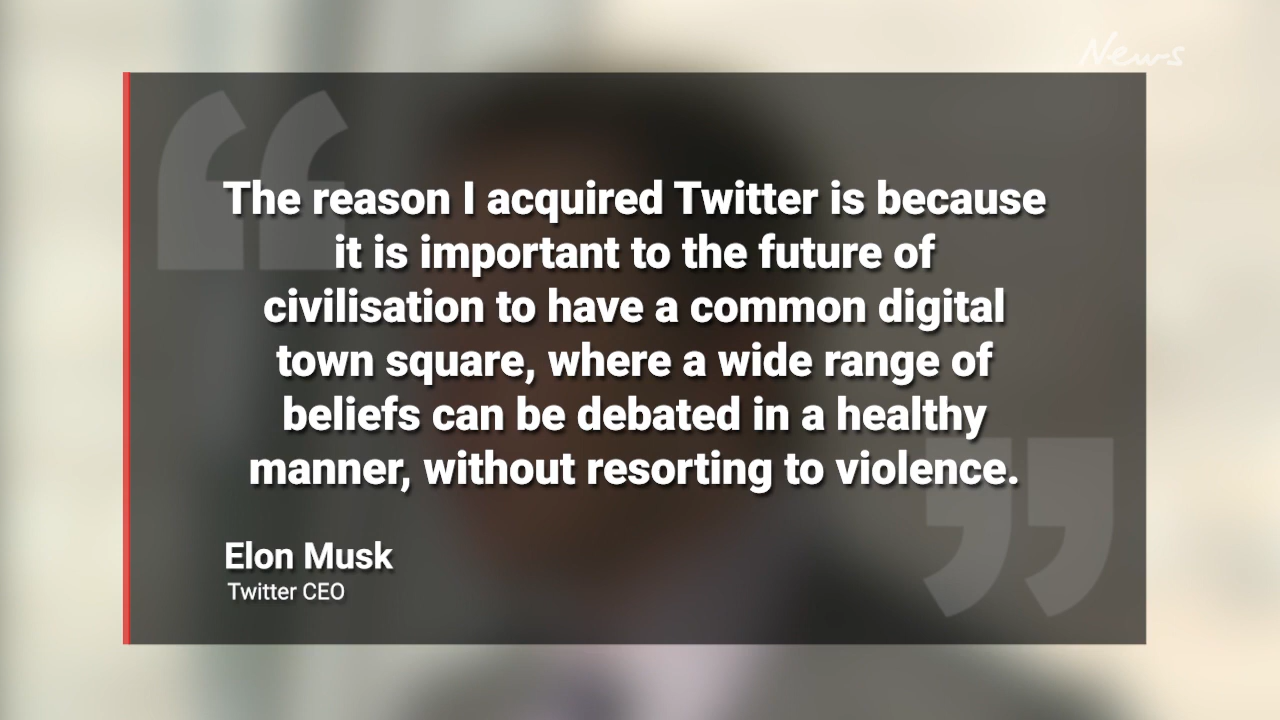 News
The reason I acquired Twitter is because
it is important to the future of
civilisation to have a common digital
town square, where a wide range of
beliefs can be debated in a healthy
manner, without resorting to violence.
Elon Musk
Twitter CEO